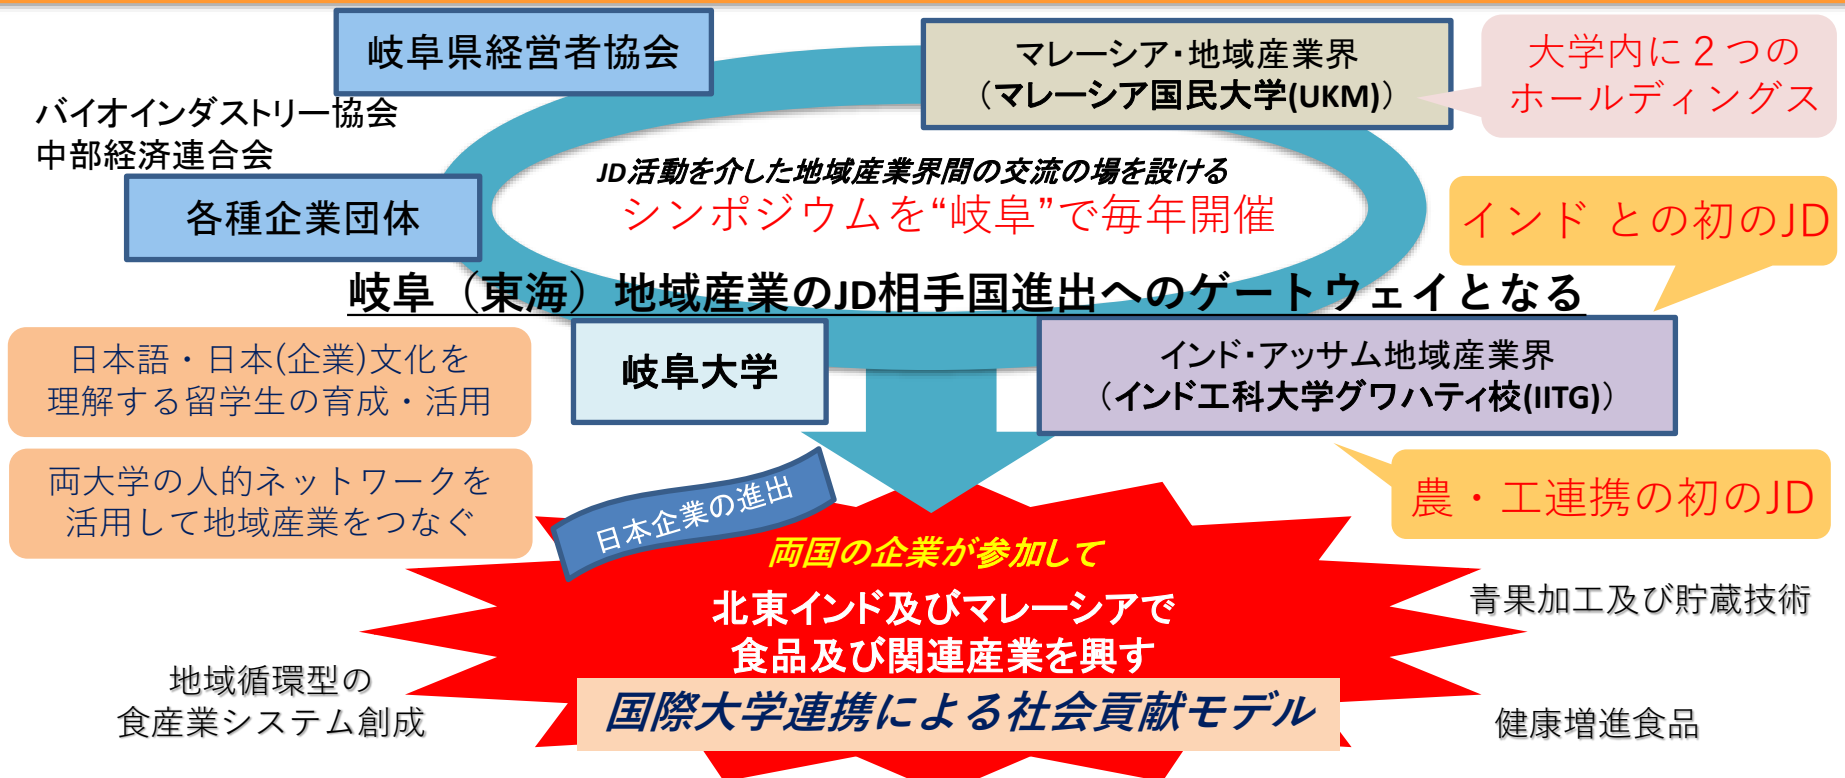 岐阜県経営者協会
マレーシア・地域産業界
（マレーシア国民大学(UKM)）
大学内に２つの
ホールディングス
バイオインダストリー協会
中部経済連合会
各種企業団体
JD活動を介した地域産業界間の交流の場を設ける
シンポジウムを“岐阜”で毎年開催
インド との初のJD
岐阜（東海）地域産業のJD相手国進出へのゲートウェイとなる
日本語・日本(企業)文化を
理解する留学生の育成・活用
岐阜大学
インド・アッサム地域産業界
（インド工科大学グワハティ校(IITG)）
両大学の人的ネットワークを
活用して地域産業をつなぐ
日本企業の進出
農・工連携の初のJD
両国の企業が参加して
北東インド及びマレーシアで
食品及び関連産業を興す
国際大学連携による社会貢献モデル
青果加工及び貯蔵技術
地域循環型の
食産業システム創成
健康増進食品